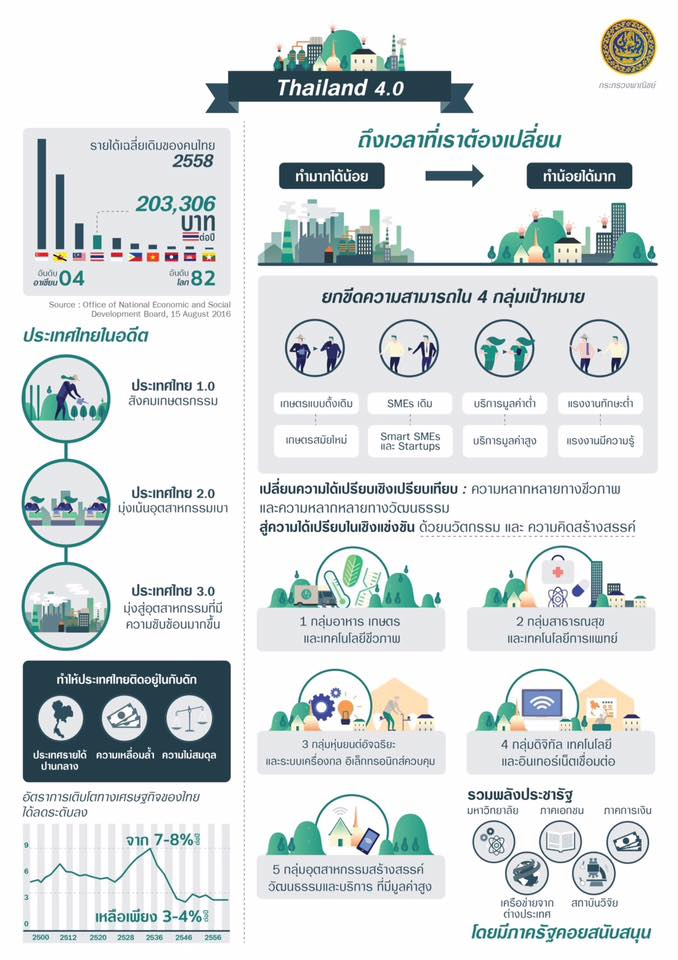 Thailand 4.0
กระทรวงพาณิชย์
รายได้เฉลี่ยเดิมของคนไทย
2558
203,306
บาท
ต่อปี
อันดับ
อาเซียน 04
อันดับ
โลก 82
Source : Office of National Economic and Social
Development Board, 15 August 2016
ประเทศไทยในอดีต
ประเทศไทย 1.0
สังคมเกษตรกรรม
ประเทศไทย 2.0
มุ่งเน้นอุตสาหกรรมเบา
ประเทศไทย 3.0
มุ่งสู่อุตสาหกรรมที่มี
ความซับซ้อนมากขึ้น
ทำให้ประเทศไทยติดอยู่ในกับดัก
ประเทศรายได้
ปานกลาง
ความเหลื่อมล้ำ
ความไม่สมดุล
อัตราการเติบโตทางเศรษฐกิจของไทย
ได้ลดระดับลง
จาก 7-8% ต่อปี
เหลือเพียง 3-4% ต่อปี
9
6
3
0
2500 2512 2520 2528 2536 2546 2556
ถึงเวลาที่เราต้องเปลี่ยน
ทำมากได้น้อย
ทำน้อยได้มาก
ยกขีดความสามารถใน 4 กลุ่มเป้าหมาย
เกษตรแบบดั้งเดิม
SMEs เดิม
บริการมูลค่าต่ำ
แรงงานทักษะต่ำ
เกษตรสมัยใหม่
Smart SMEs
และ Startups
บริการมูลค่าสูง
แรงงานมีความรู้
เปลี่ยนความได้เปรียบเชิงเปรียบเทียบ : ความหลากหลายทางชีวภาพ
และความหลากหลายทางวัฒนธรรม
สู่ความได้เปรียบในเชิงแข่งขัน ด้วยนวัตกรรม และ ความคิดสร้างสรรค์
1 กลุ่มอาหาร เกษตร
และเทคโนโลยีชีวภาพ
2 กลุ่มสาธารณสุข
และเทคโนโลยีการแพทย์
3 กลุ่มหุ่นยนต์อัจฉริยะ
และระบบเครื่องกล อิเล็กทรอนิกส์ควบคุม
4 กลุ่มดิจิทัล เทคโนโลยี
และอินเทอร์เน็ตเชื่อมต่อ
5 กลุ่มอุตสาหกรรมสร้างสรรค์
วัฒนธรรมและบริการ ที่มีมูลค่าสูง
รวมพลังประชารัฐ
มหาวิทยาลัย
ภาคเอกชน
ภาคการเงิน
เครือข่ายจาก
ต่างประเทศ
สถาบันวิจัย
โดยมีภาครัฐคอยสนับสนุน